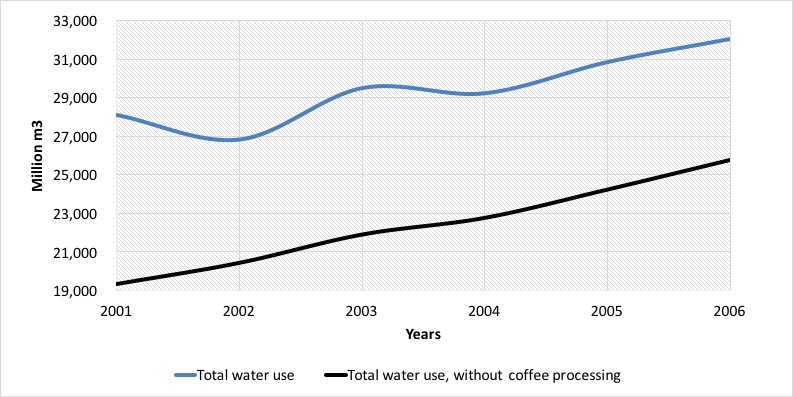 33,000
31,000
29,000
27,000
25,000
23,000
21,000
19,000
Million m3
2001 2002 2003 2004 2005 2006
Years
Total water use Total water use, without coffee processing